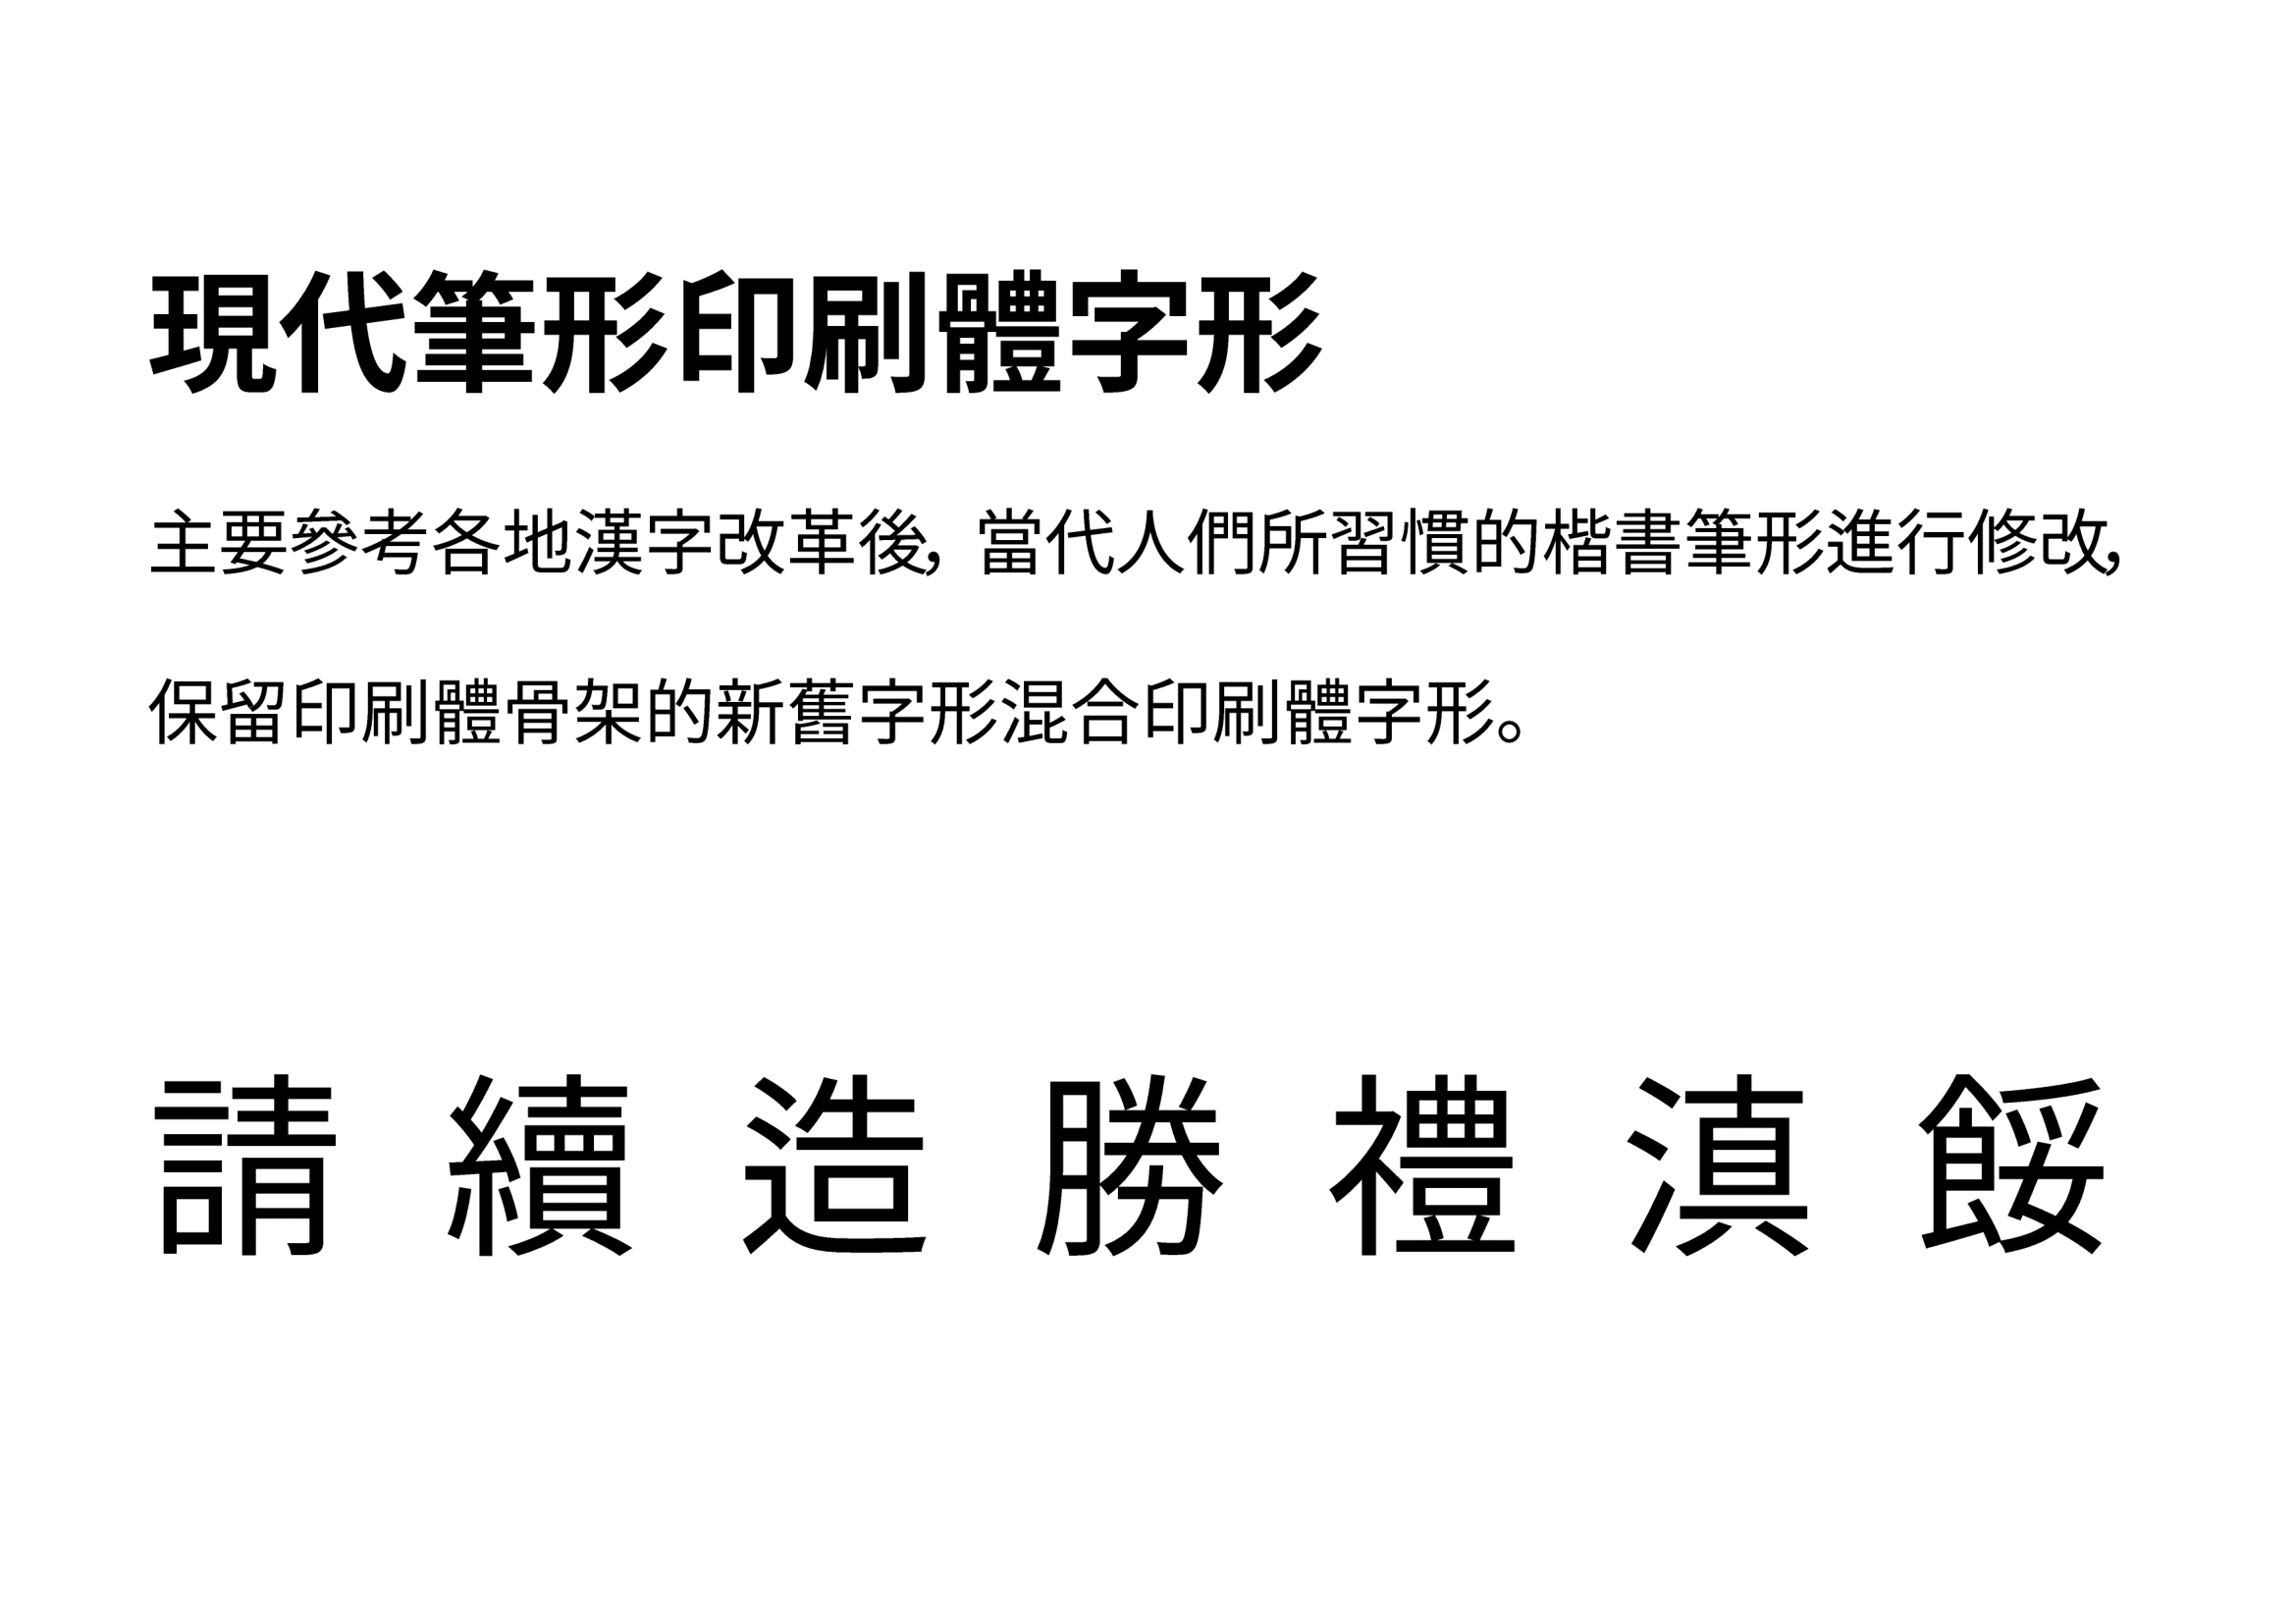 現代筆形印刷體字形
主要參考各地漢字改革後，當代人們所習慣的楷書筆形進行修改，
保留印刷體骨架的新舊字形混合印刷體字形。
請 續 造 勝 禮 滇 餒